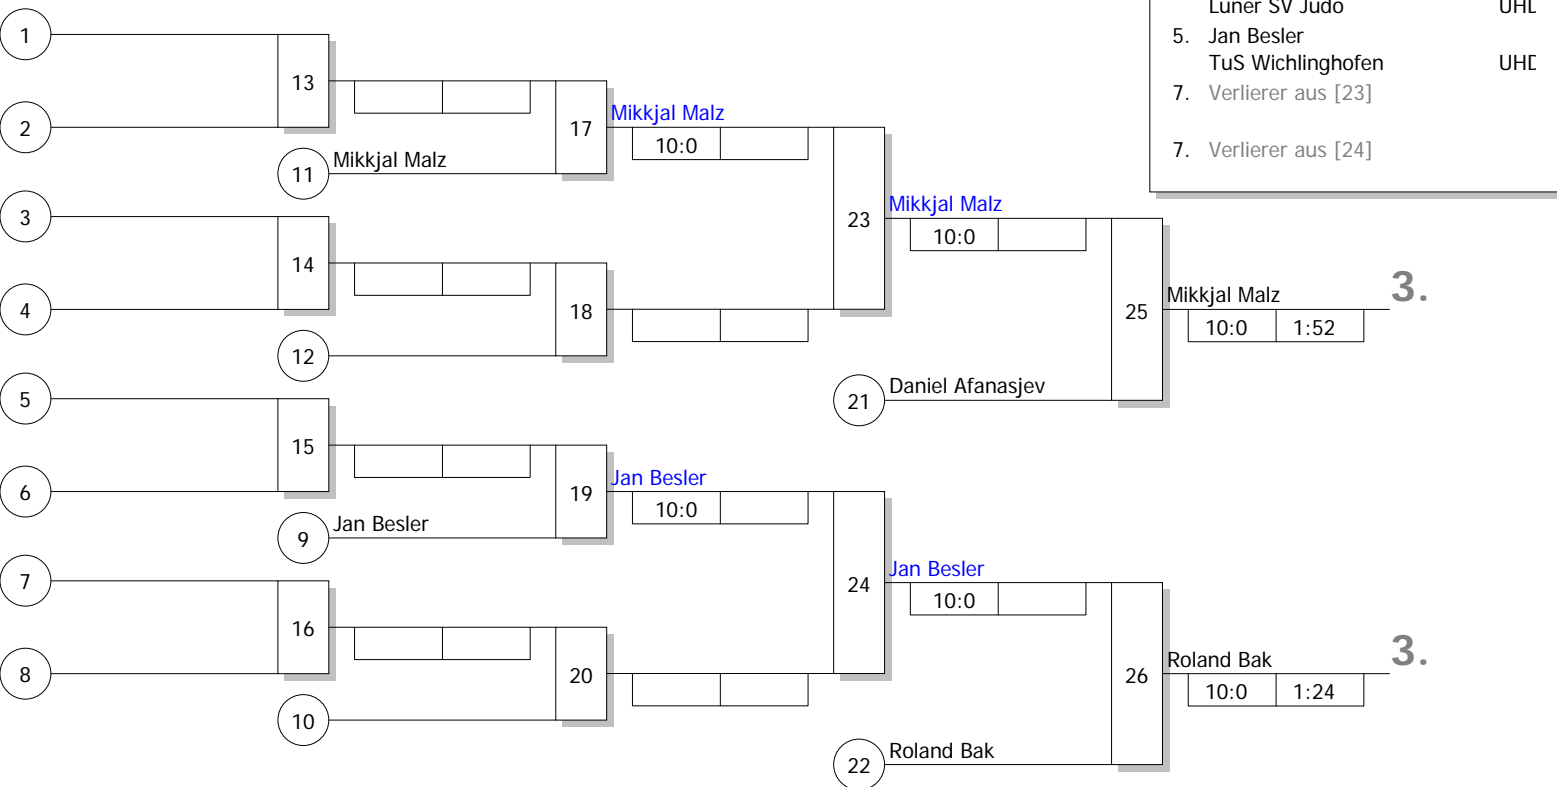 Lüner SV Judo UHD
5. Jan Besler
TuS Wichlinghofen UHD
7. Verlierer aus [23]
7. Verlierer aus [24]
1
13
2
17
Mikkjal Malz
10:0
11
Mikkjal Malz
3
23
Mikkjal Malz
10:0
14
4
18
12
25
Mikkjal Malz
3.
10:0 1:52
21
Daniel Afanasjev
5
15
6
19
Jan Besler
10:0
9
Jan Besler
7
24
Jan Besler
10:0
16
8
20
10
26
Roland Bak
3.
10:0 1:24
22
Roland Bak